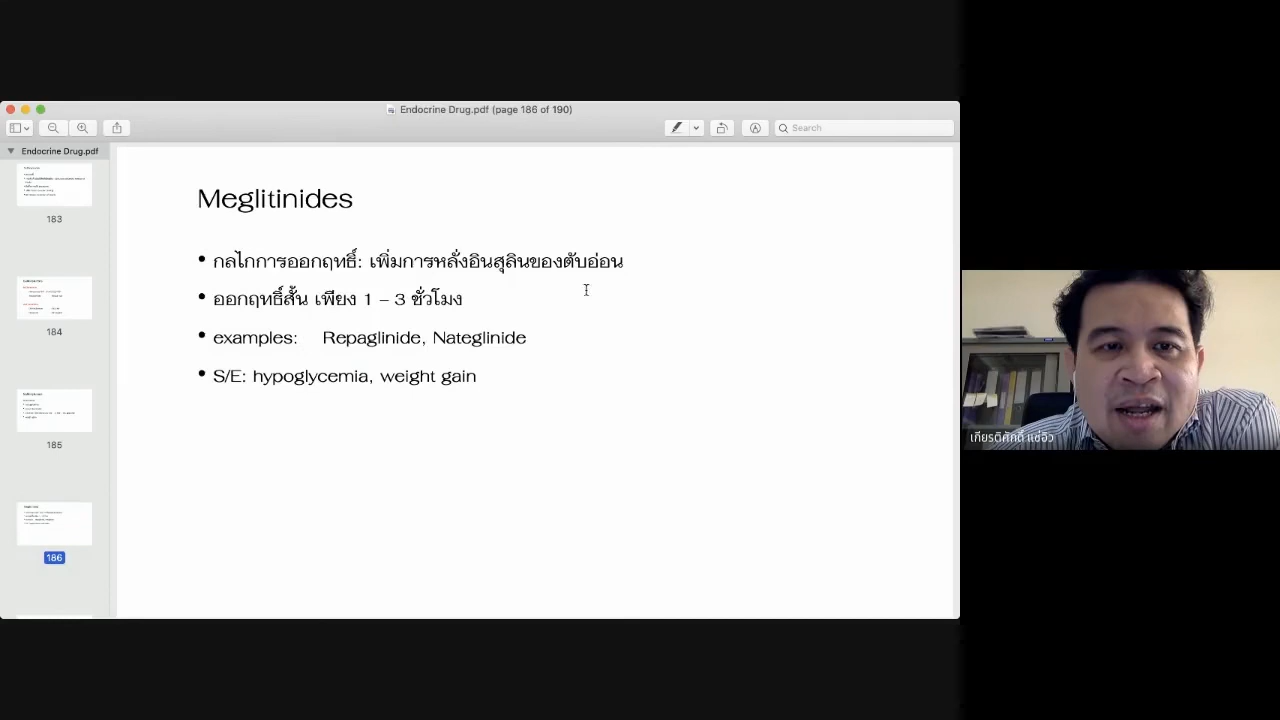 Endocrine Drug.pdf (page 186 of 190)
Search
Endocrine Drug.pdf
183
184
185
186
Meglitinides
• กลไกการออกฤทธิ์: เพิ่มการหลั่งอินสุลินของตับอ่อน
• ออกฤทธิ์สั้น เพียง 1 – 3 ชั่วโมง
• examples: Repaglinide, Nateglinide
• S/E: hypoglycemia, weight gain
เกียรติศักดิ์ แซ่อิว